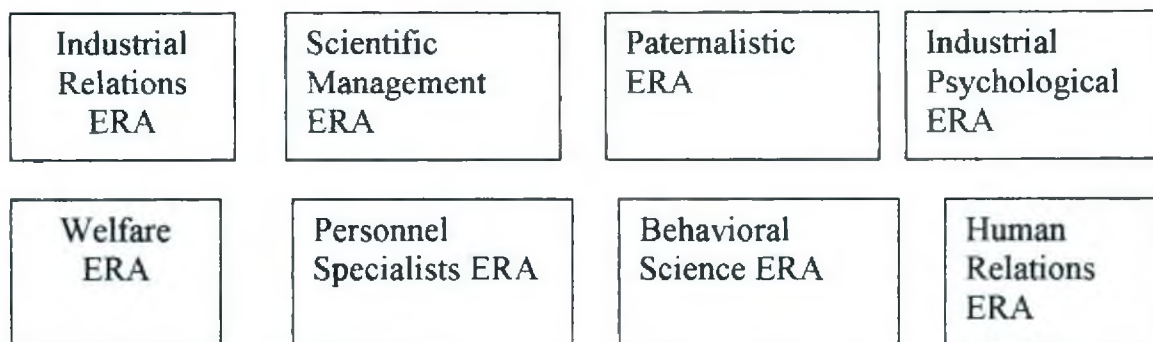 Industrial
Relations
ERA
Scientific
Management
ERA
Paternalistic
ERA
Industrial
Psychological
ERA
Welfare
ERA
Personnel
Specialists ERA
Behavioral
Science ERA
Human
Relations
ERA